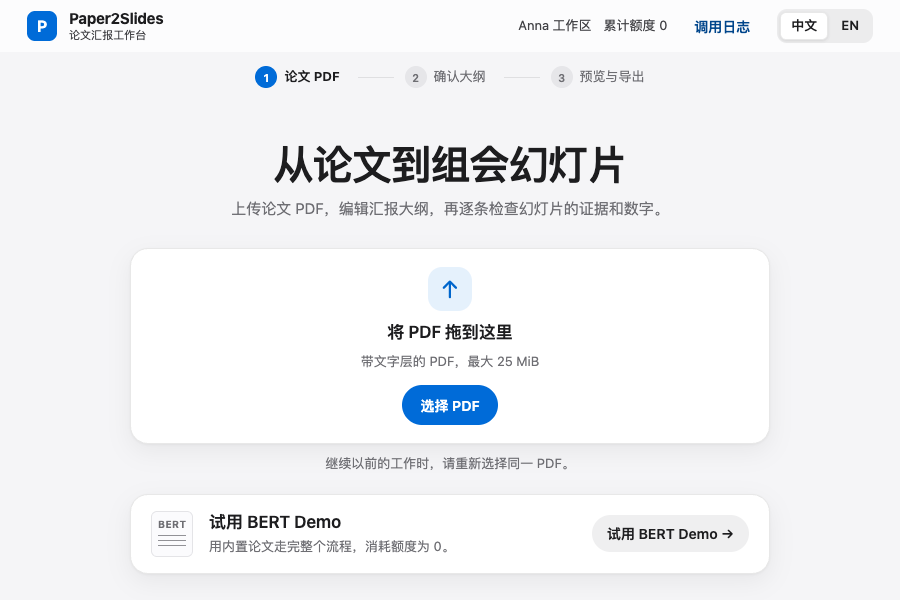 P
Paper2Slides
论文汇报工作台
Anna 工作区 累计额度 0 调用日志 中文 EN
1 论文 PDF 2 确认大纲 3 预览与导出
从论文到组会幻灯片
上传论文 PDF，编辑汇报大纲，再逐条检查幻灯片的证据和数字。
将 PDF 拖到这里
带文字层的 PDF，最大 25 MiB
选择 PDF
继续以前的工作时，请重新选择同一 PDF。
BERT
试用 BERT Demo
用内置论文走完整个流程，消耗额度为 0。
试用 BERT Demo →